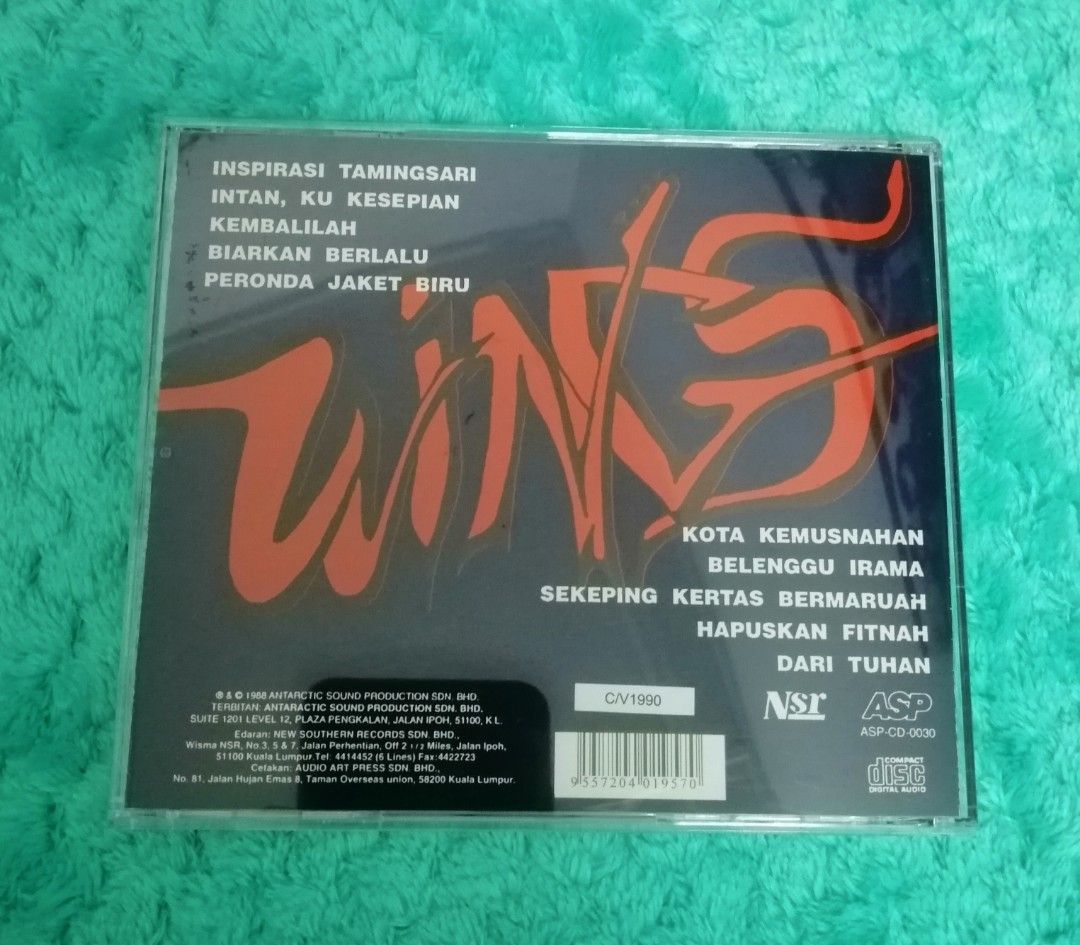 INSPIRASI TAMINGSARI
INTAN, KU KESEPIAN
KEMBALILAH
BIARKAN BERLALU
PERONDA JAKET BIRU
WiNGS
KOTA KEMUSNAHAN
BELENGGU IRAMA
SEKEPING KERTAS BERMARUAH
HAPUSKAN FITNAH
DARI TUHAN
℗ & © 1988 ANTARCTIC SOUND PRODUCTION SDN. BHD.
TERBITAN: ANTARACTIC SOUND PRODUCTION SDN. BHD.
SUITE 1201 LEVEL 12, PLAZA PENGKALAN, JALAN IPOH, 51100, K L.
Edaran: NEW SOUTHERN RECORDS SDN. BHD.,
Wisma NSR, No.3, 5 & 7, Jalan Perhentian, Off 2 1/2 Miles, Jalan Ipoh,
51100 Kuala Lumpur.Tel: 4414452 (6 Lines) Fax:4422723
Cetakan: AUDIO ART PRESS SDN. BHD.,
No. 81, Jalan Hujan Emas 8, Taman Overseas union, 58200 Kuala Lumpur.
C/V1990
9 557204 019570
Nsr
ASP
ASP-CD-0030
COMPACT
disc
DIGITAL AUDIO